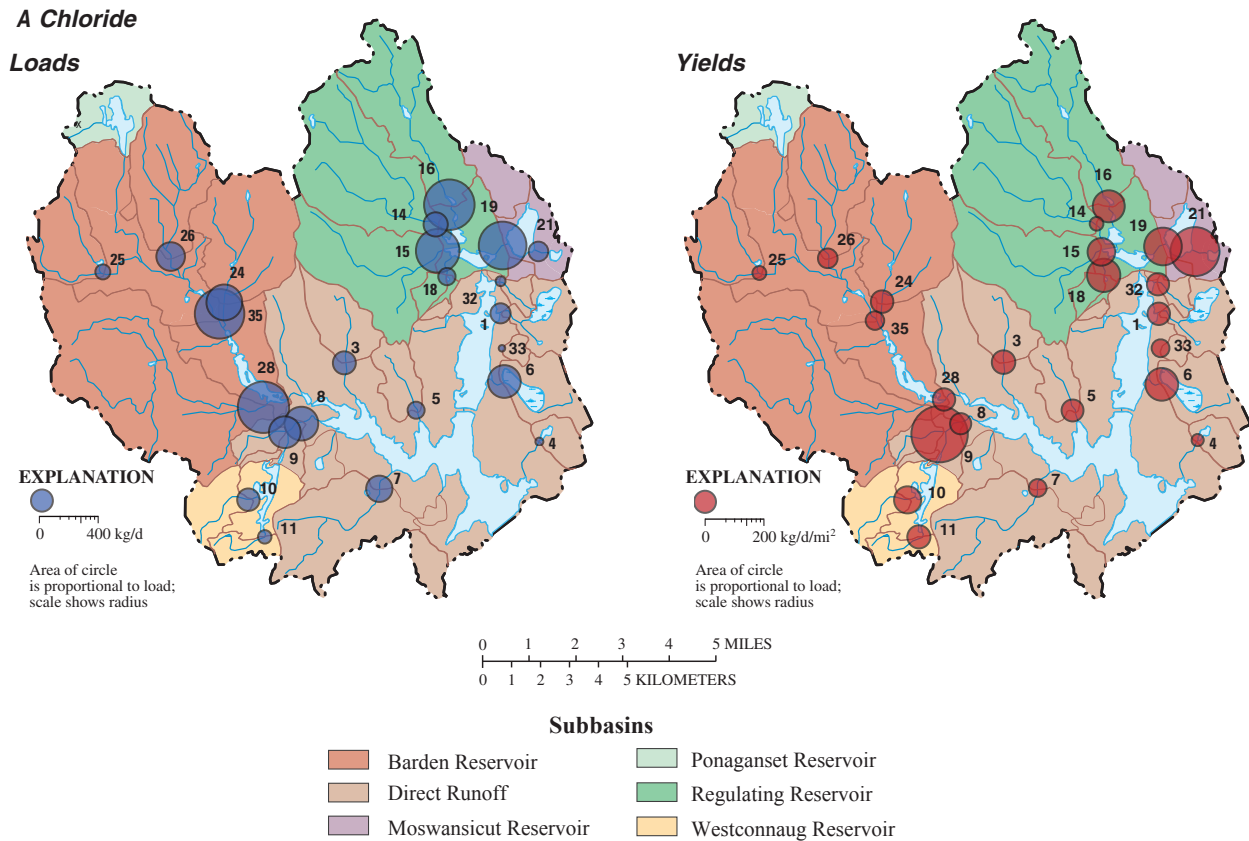 A Chloride
Loads
Yields
x
16
14
19
21
15
18
26
25
24
35
32
1
33
3
6
28
8
5
4
9
7
10
11
EXPLANATION
0 400 kg/d
Area of circle
is proportional to load;
scale shows radius
16
14
19
21
15
18
26
25
24
35
32
1
33
3
6
28
8
5
4
9
7
10
11
EXPLANATION
0 200 kg/d/mi²
Area of circle
is proportional to load;
scale shows radius
0 1 2 3 4 5 MILES
0 1 2 3 4 5 KILOMETERS
Subbasins
Barden Reservoir
Direct Runoff
Moswansicut Reservoir
Ponaganset Reservoir
Regulating Reservoir
Westconnaug Reservoir